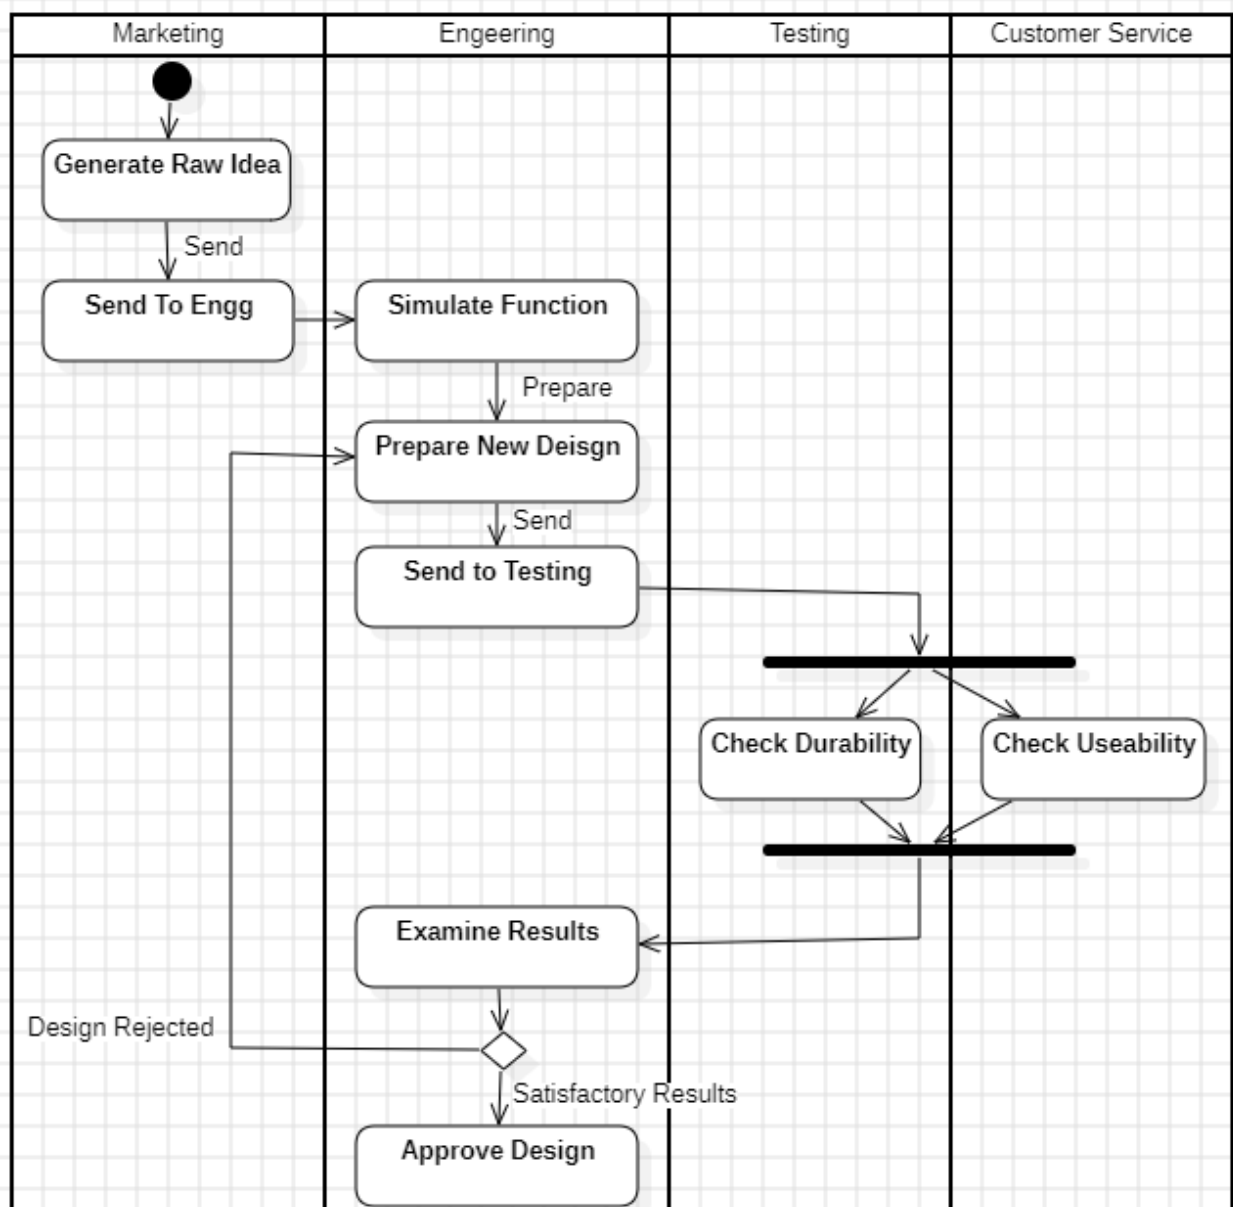 Marketing
Engeering
Testing
Customer Service
Generate Raw Idea
Send
Send To Engg
Simulate Function
Prepare
Prepare New Deisgn
Send
Send to Testing
Check Durability
Check Useability
Examine Results
Design Rejected
Satisfactory Results
Approve Design